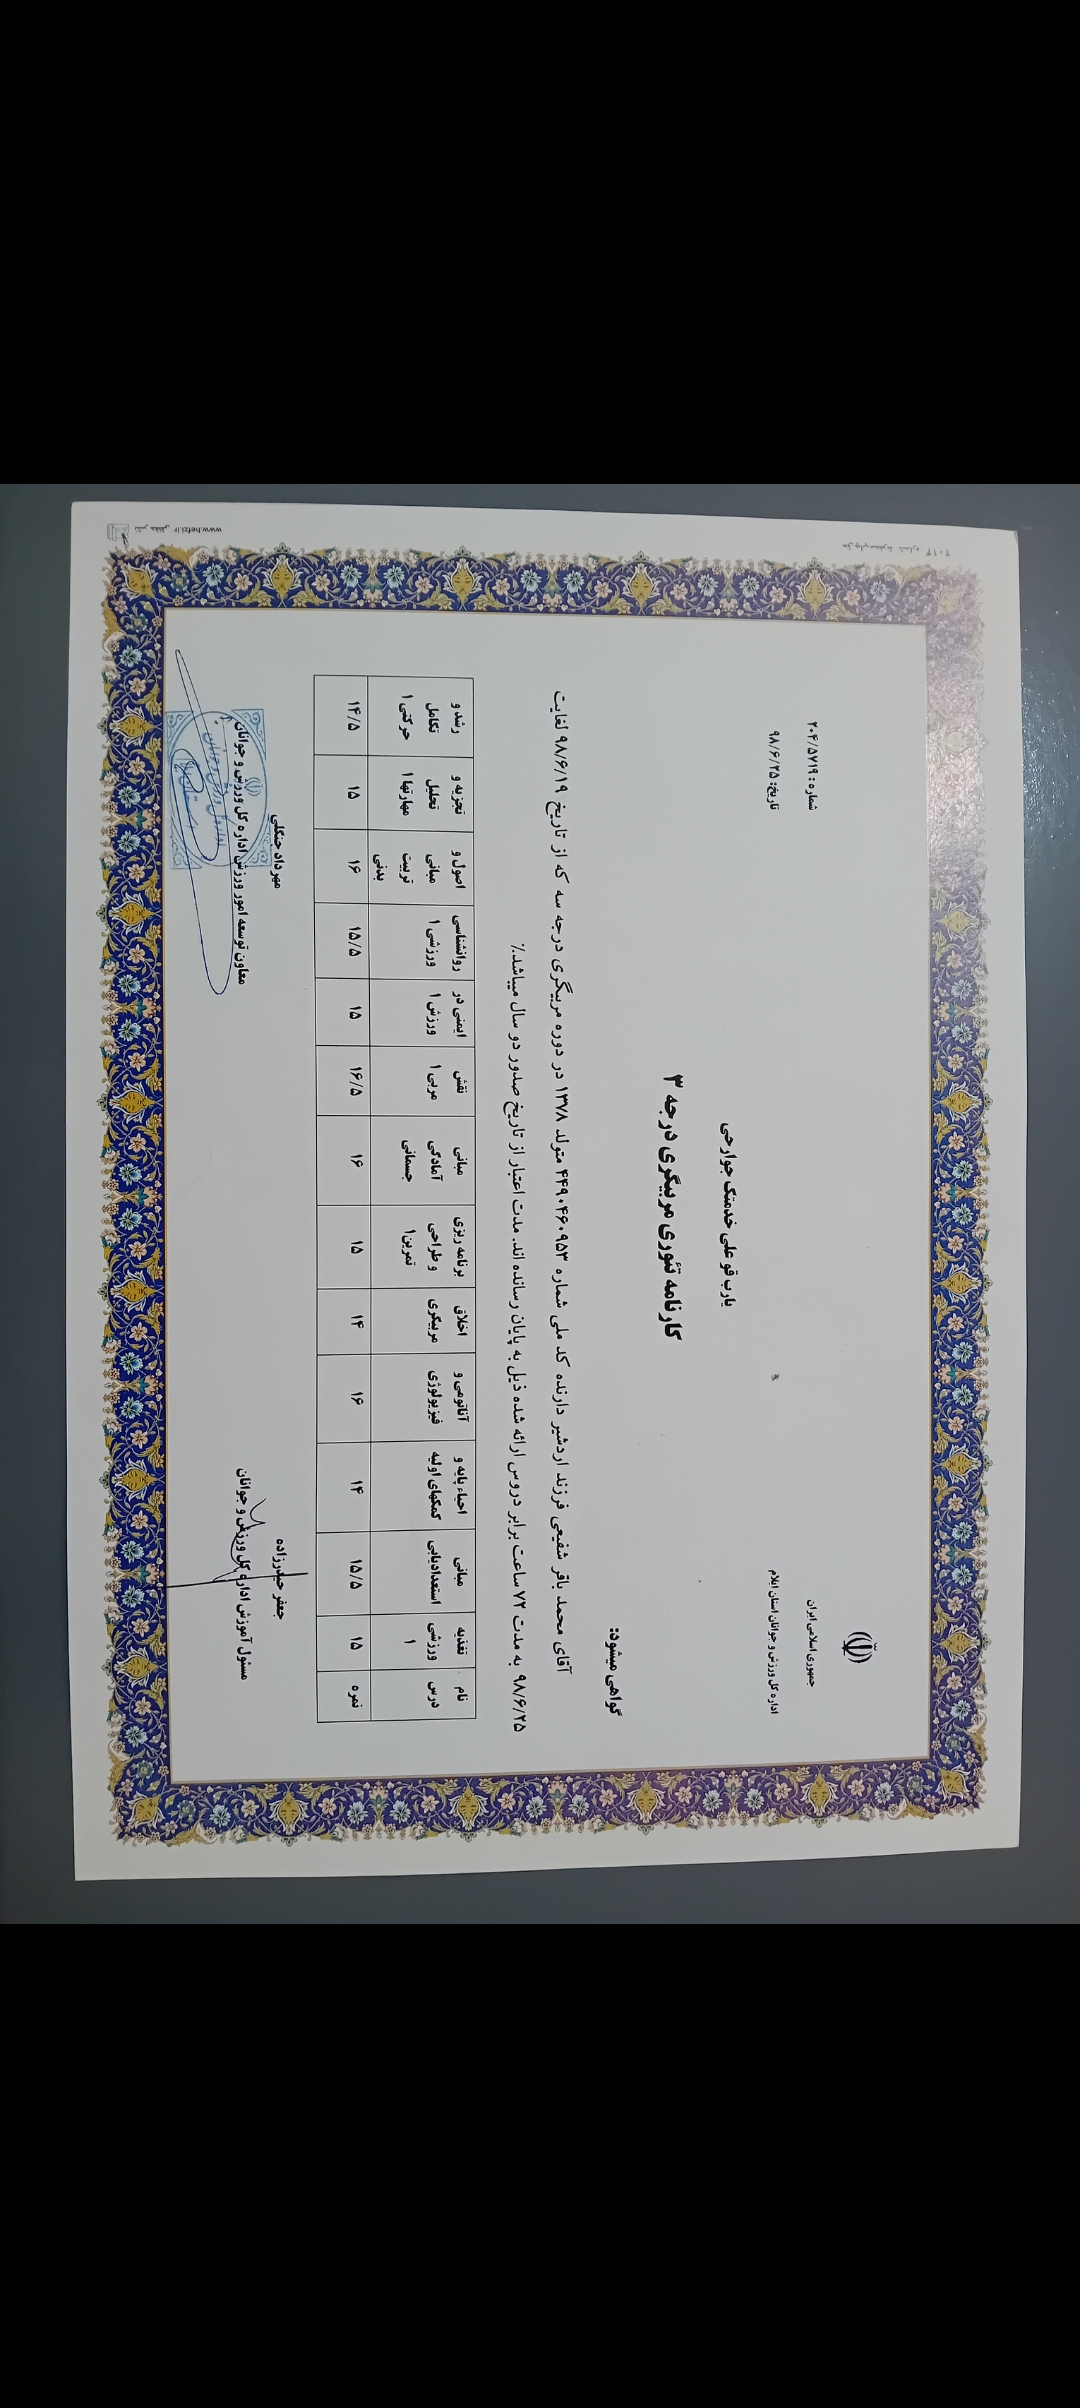 جمهوری اسلامی ایران
اداره کل ورزش و جوانان استان ایلام
شماره: ۲۰۴/۵۷۱۹
تاریخ: ۹۸/۶/۲۵
یارب قو علی خدمتک جوارحی
کارنامه تئوری مربیگری درجه ۳
گواهی میشود:
آقای محمد باقر شفیعی فرزند اردشیر دارنده کد ملی شماره ۴۴۹۰۴۶۰۹۵۳ متولد ۱۳۷۸ در دوره مربیگری درجه سه که از تاریخ ۹۸/۶/۱۹ لغایت
۹۸/۶/۲۵ به مدت ۷۲ ساعت برابر دروس ارائه شده ذیل به پایان رسانده اند. مدت اعتبار از تاریخ صدور دو سال میباشد.٪
نام درس | تغذیه ورزشی ۱ | مبانی استعدادیابی | احیاء پایه و کمکهای اولیه | آناتومی و فیزیولوژی | اخلاق مربیگری | برنامه ریزی و طراحی تمرین ۱ | مبانی آمادگی جسمانی | نقش مربی ۱ | ایمنی در ورزش ۱ | روانشناسی ورزشی ۱ | اصول و مبانی تربیت بدنی | تجزیه و تحلیل مهارتها ۱ | رشد و تکامل حرکتی ۱
نمره | ۱۵ | ۱۵/۵ | ۱۴ | ۱۶ | ۱۴ | ۱۵ | ۱۶ | ۱۶/۵ | ۱۵ | ۱۵/۵ | ۱۶ | ۱۵ | ۱۴/۵
جعفر حیدرزاده
مسئول آموزش اداره کل ورزش و جوانان
مهرداد جنگلی
معاون توسعه امور ورزش اداره کل ورزش و جوانان
www.hefzi.ir